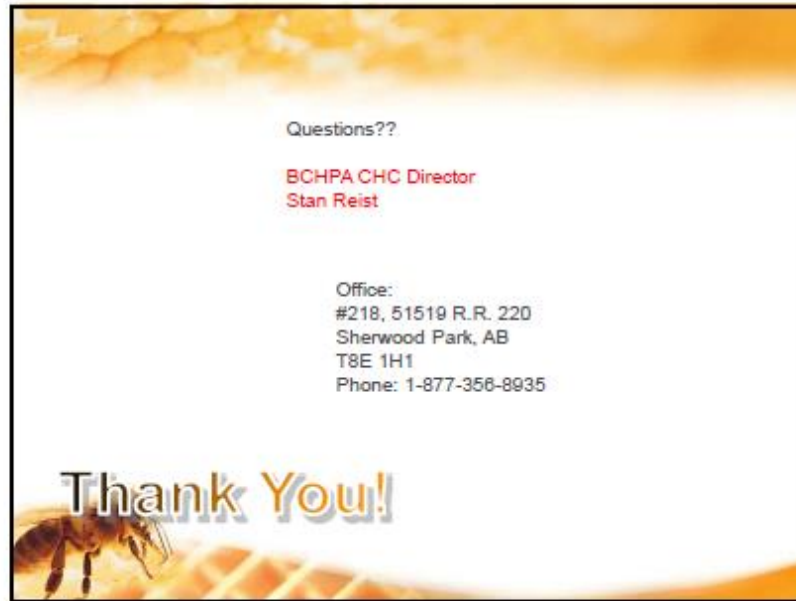 Questions??
BCHPA CHC Director
Stan Reist
Office:
#218, 51519 R.R. 220
Sherwood Park, AB
T8E 1H1
Phone: 1-877-356-8935
Thank You!